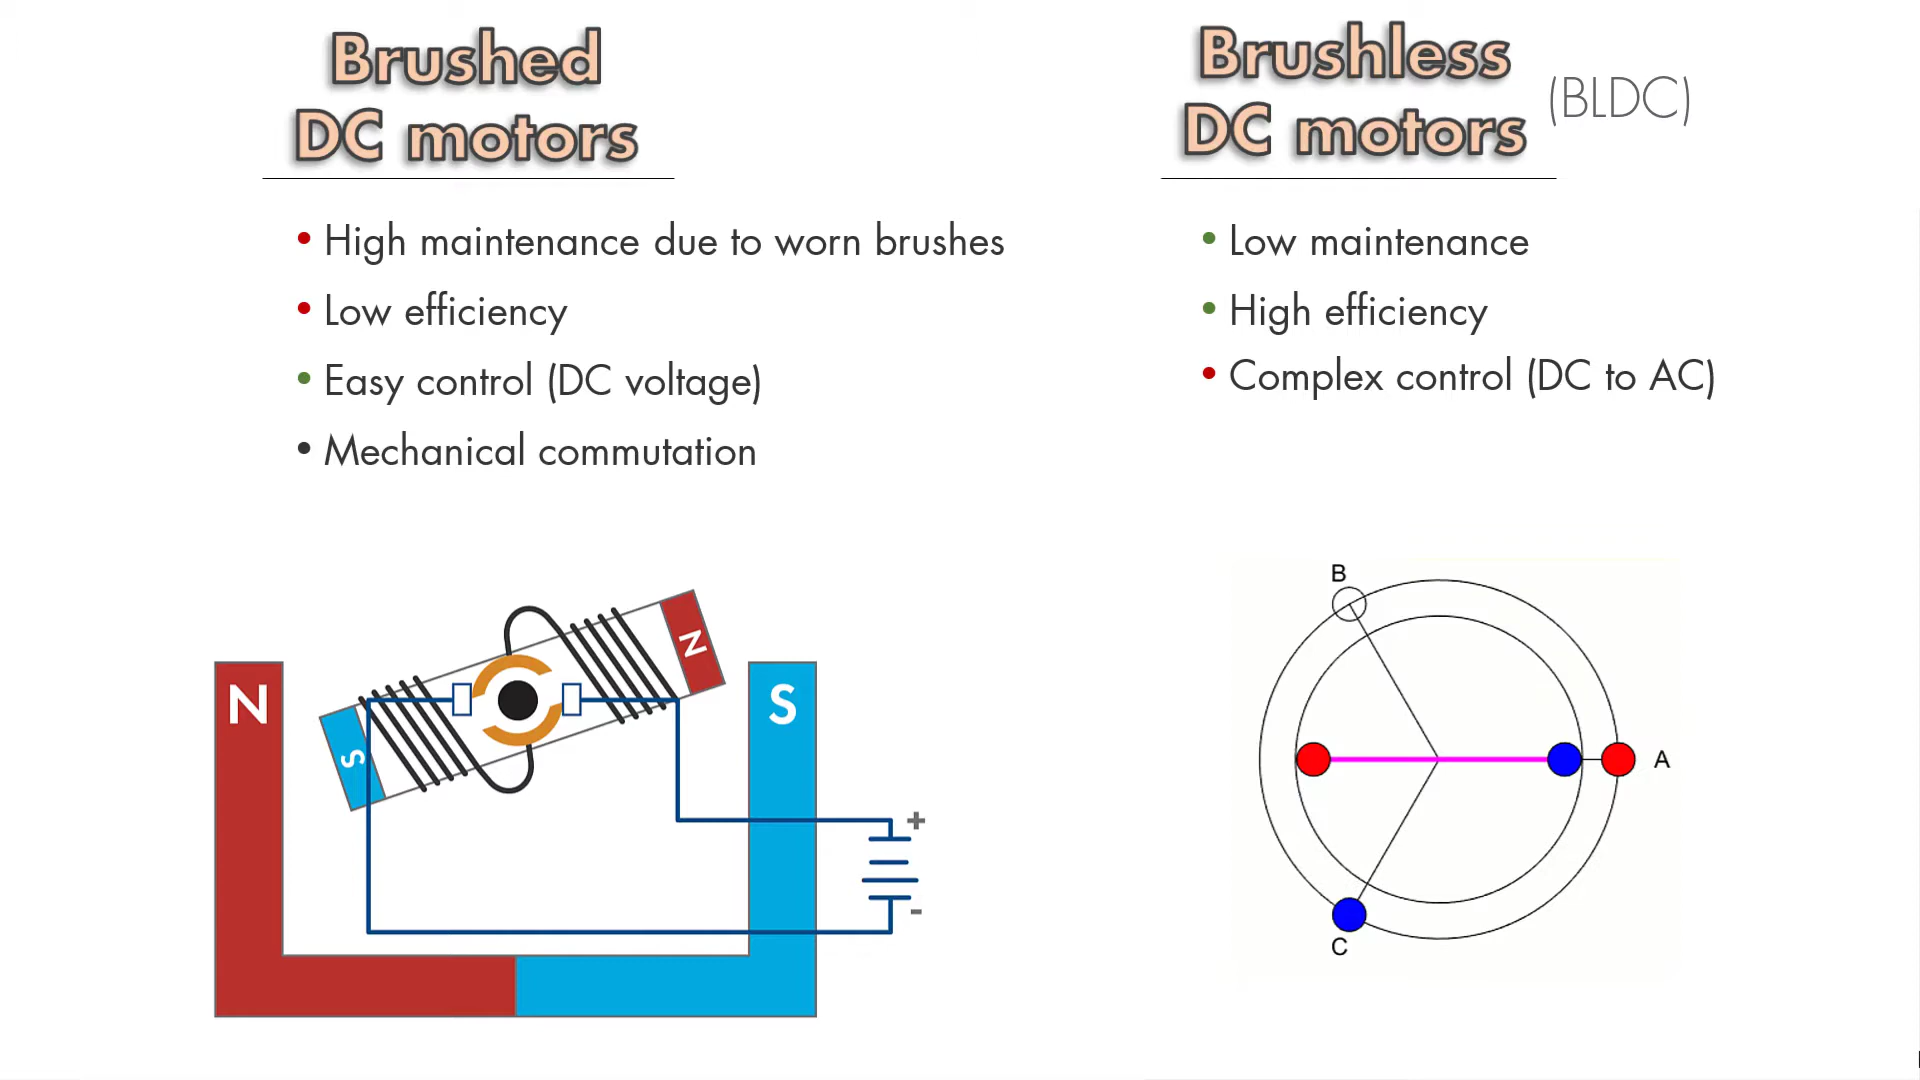 Brushed
DC motors
• High maintenance due to worn brushes
• Low efficiency
• Easy control (DC voltage)
• Mechanical commutation
N
S
N
S
+
-
Brushless
DC motors
(BLDC)
• Low maintenance
• High efficiency
• Complex control (DC to AC)
B
A
C